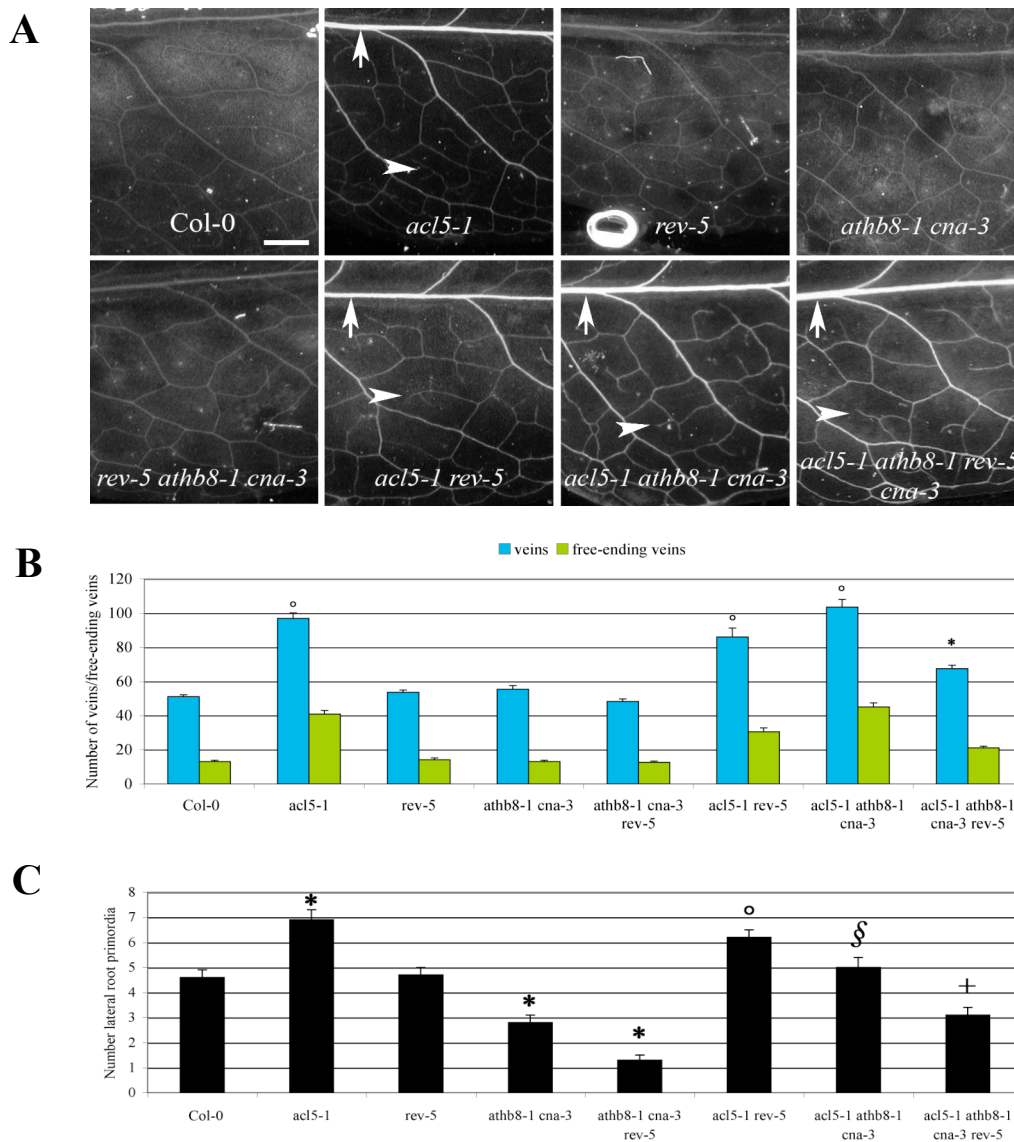 A
Col-0
acl5-1
rev-5
athb8-1 cna-3
rev-5 athb8-1 cna-3
acl5-1 rev-5
acl5-1 athb8-1 cna-3
acl5-1 athb8-1 rev-5
cna-3
B
veins free-ending veins
Number of veins/free-ending veins
120
100
80
60
40
20
0
° ° ° *
Col-0 acl5-1 rev-5 athb8-1 cna-3 athb8-1 cna-3 acl5-1 rev-5 acl5-1 athb8-1 acl5-1 athb8-1
rev-5 cna-3 cna-3 rev-5
C
Number lateral root primordia
8
7
6
5
4
3
2
1
0
* * * ° § +
Col-0 acl5-1 rev-5 athb8-1 cna-3 athb8-1 cna-3 acl5-1 rev-5 acl5-1 athb8-1 acl5-1 athb8-1
rev-5 cna-3 cna-3 rev-5